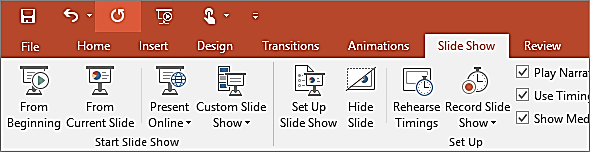 File Home Insert Design Transitions Animations Slide Show Review
From Beginning
From Current Slide
Present Online
Custom Slide Show
Set Up Slide Show
Hide Slide
Rehearse Timings
Record Slide Show
Play Narra
Use Timing
Show Med
Start Slide Show
Set Up